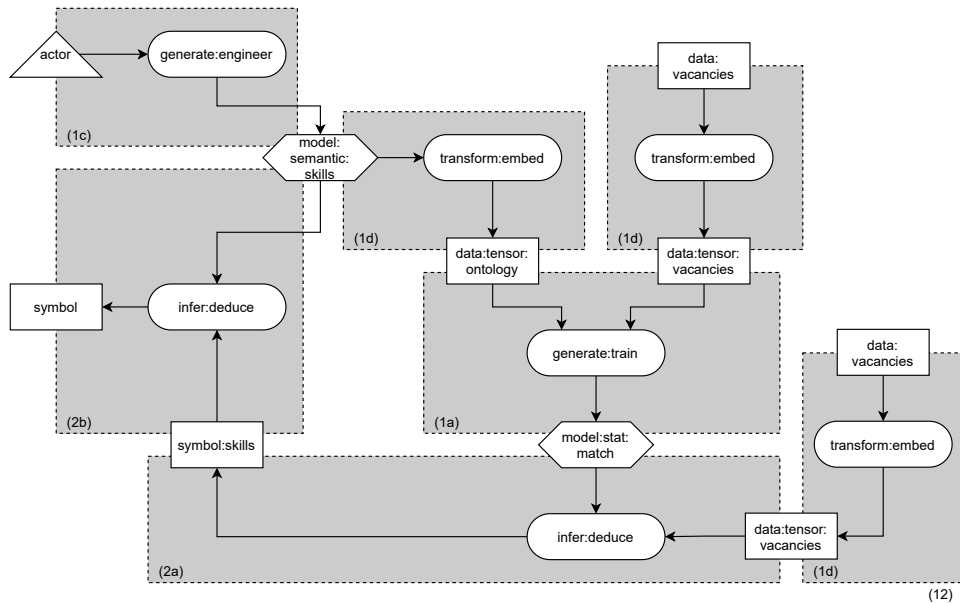 actor
generate:engineer
(1c)
data:
vacancies
model:
semantic:
skills
transform:embed
transform:embed
(1d)
(1d)
data:tensor:
ontology
data:tensor:
vacancies
symbol
infer:deduce
generate:train
data:
vacancies
(2b)
(1a)
symbol:skills
model:stat:
match
transform:embed
infer:deduce
data:tensor:
vacancies
(2a)
(1d)
(12)